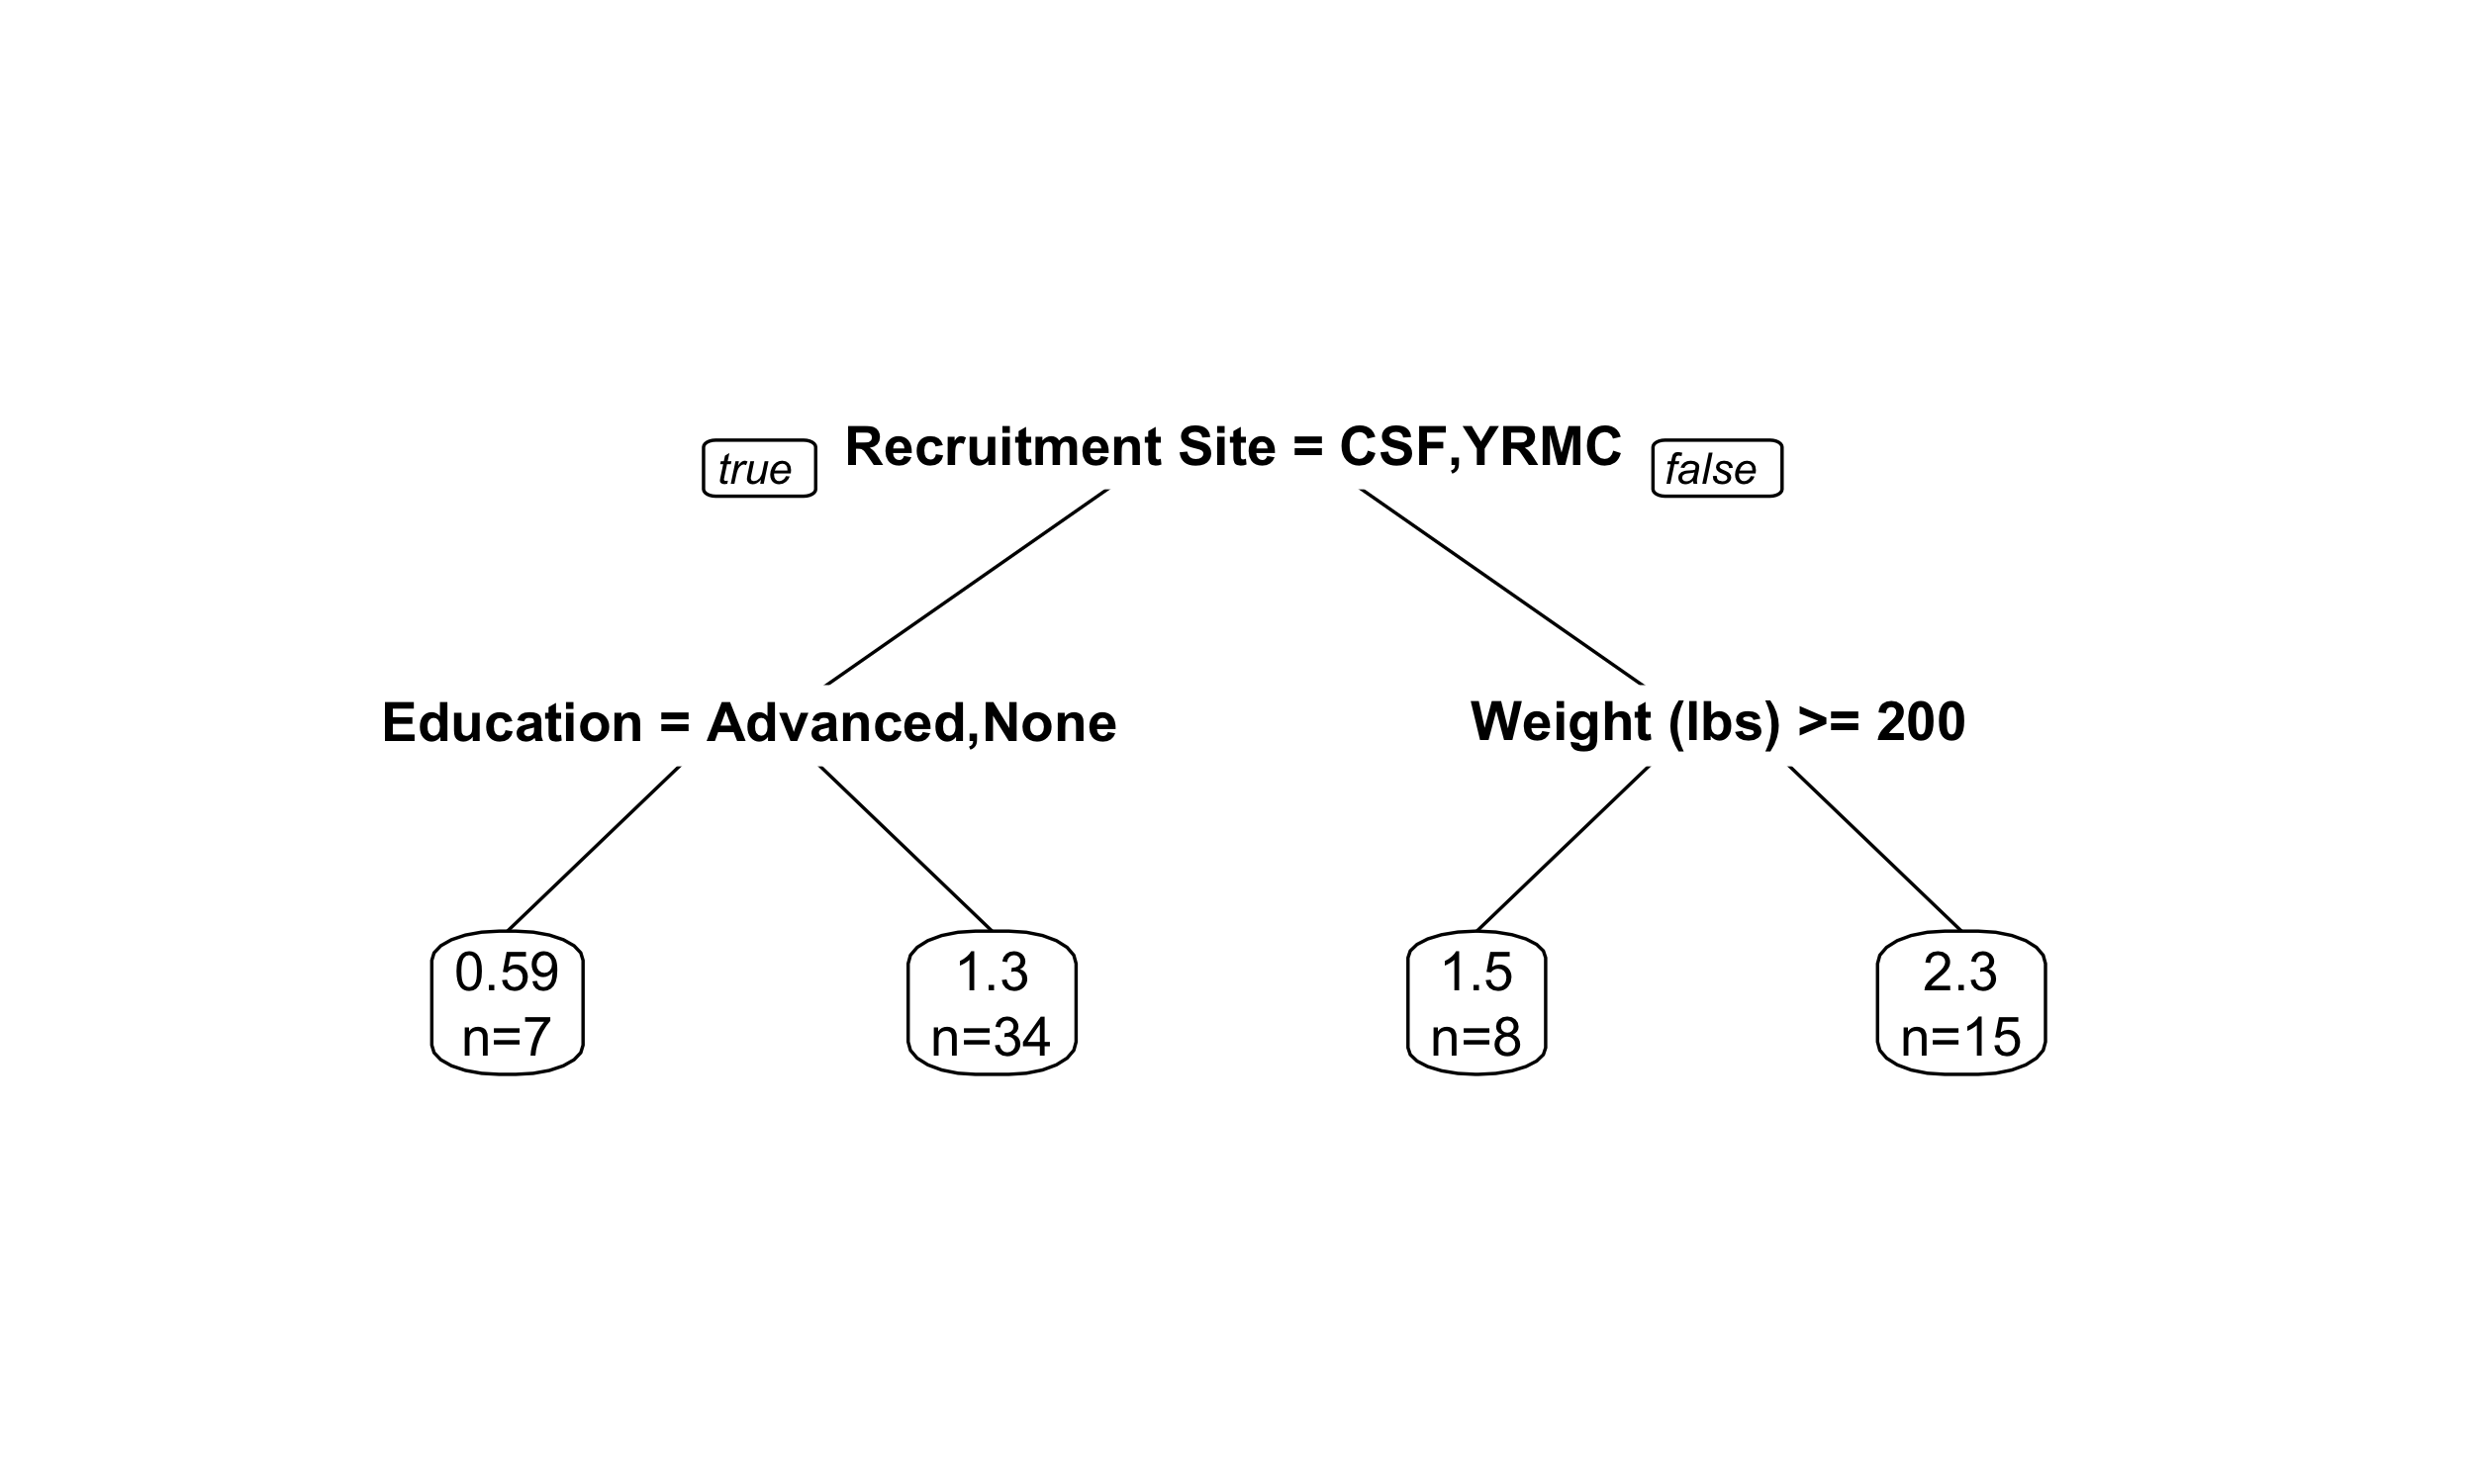 Recruitment Site = CSF,YRMC
true
false
Education = Advanced,None
Weight (lbs) >= 200
0.59
n=7
1.3
n=34
1.5
n=8
2.3
n=15